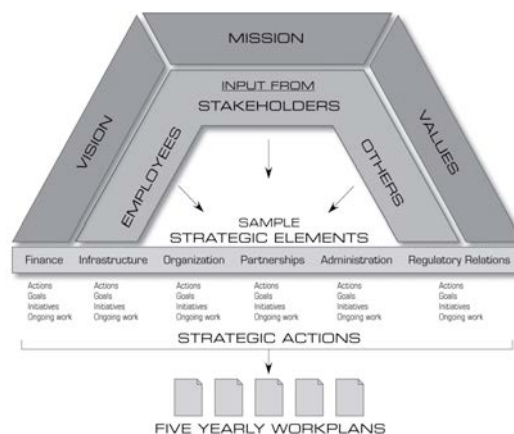 MISSION
VISION
VALUES
INPUT FROM
STAKEHOLDERS
EMPLOYEES
OTHERS
SAMPLE
STRATEGIC ELEMENTS
Finance Infrastructure Organization Partnerships Administration Regulatory Relations
Actions Actions Actions Actions Actions Actions
Goals Goals Goals Goals Goals Goals
Initiatives Initiatives Initiatives Initiatives Initiatives Initiatives
Ongoing work Ongoing work Ongoing work Ongoing work Ongoing work Ongoing work
STRATEGIC ACTIONS
FIVE YEARLY WORKPLANS